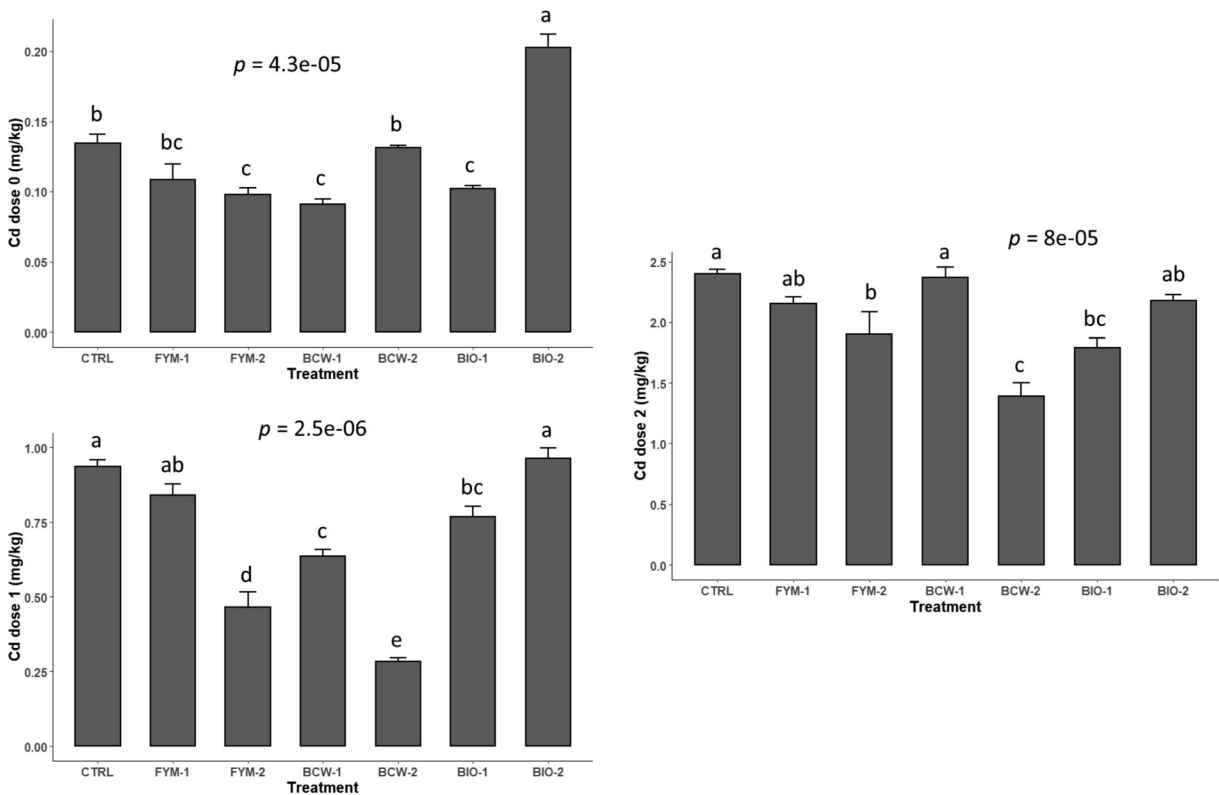 a
p = 4.3e-05
0.20
b
b
0.15
bc
c
c
c
0.10
0.05
0.00
Cd dose 0 (mg/kg)
CTRL FYM-1 FYM-2 BCW-1 BCW-2 BIO-1 BIO-2
Treatment
p = 2.5e-06
a
a
1.00
ab
bc
0.75
c
d
0.50
e
0.25
0.00
Cd dose 1 (mg/kg)
CTRL FYM-1 FYM-2 BCW-1 BCW-2 BIO-1 BIO-2
Treatment
p = 8e-05
a
a
2.5
ab
ab
b
2.0
bc
c
1.5
1.0
0.5
0.0
Cd dose 2 (mg/kg)
CTRL FYM-1 FYM-2 BCW-1 BCW-2 BIO-1 BIO-2
Treatment